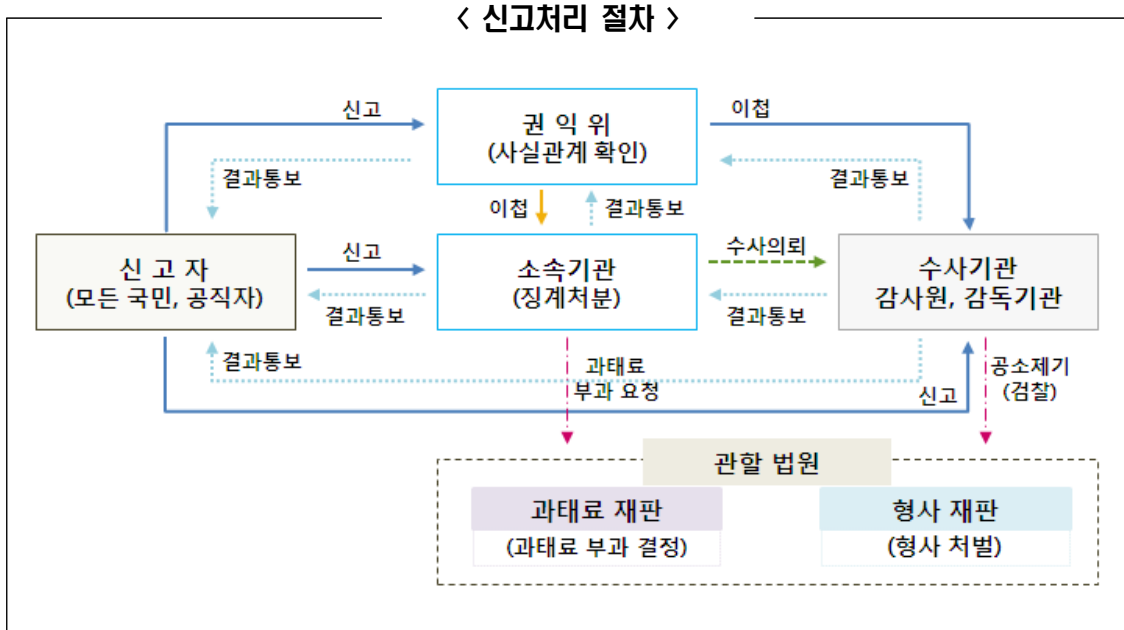 < 신고처리 절차 >
신고
권 익 위
(사실관계 확인)
이첩
결과통보
결과통보
이첩
결과통보
신 고 자
(모든 국민, 공직자)
신고
소속기관
(징계처분)
수사의뢰
수사기관
감사원, 감독기관
결과통보
결과통보
결과통보
과태료
부과 요청
신고
공소제기
(검찰)
관할 법원
과태료 재판
(과태료 부과 결정)
형사 재판
(형사 처벌)